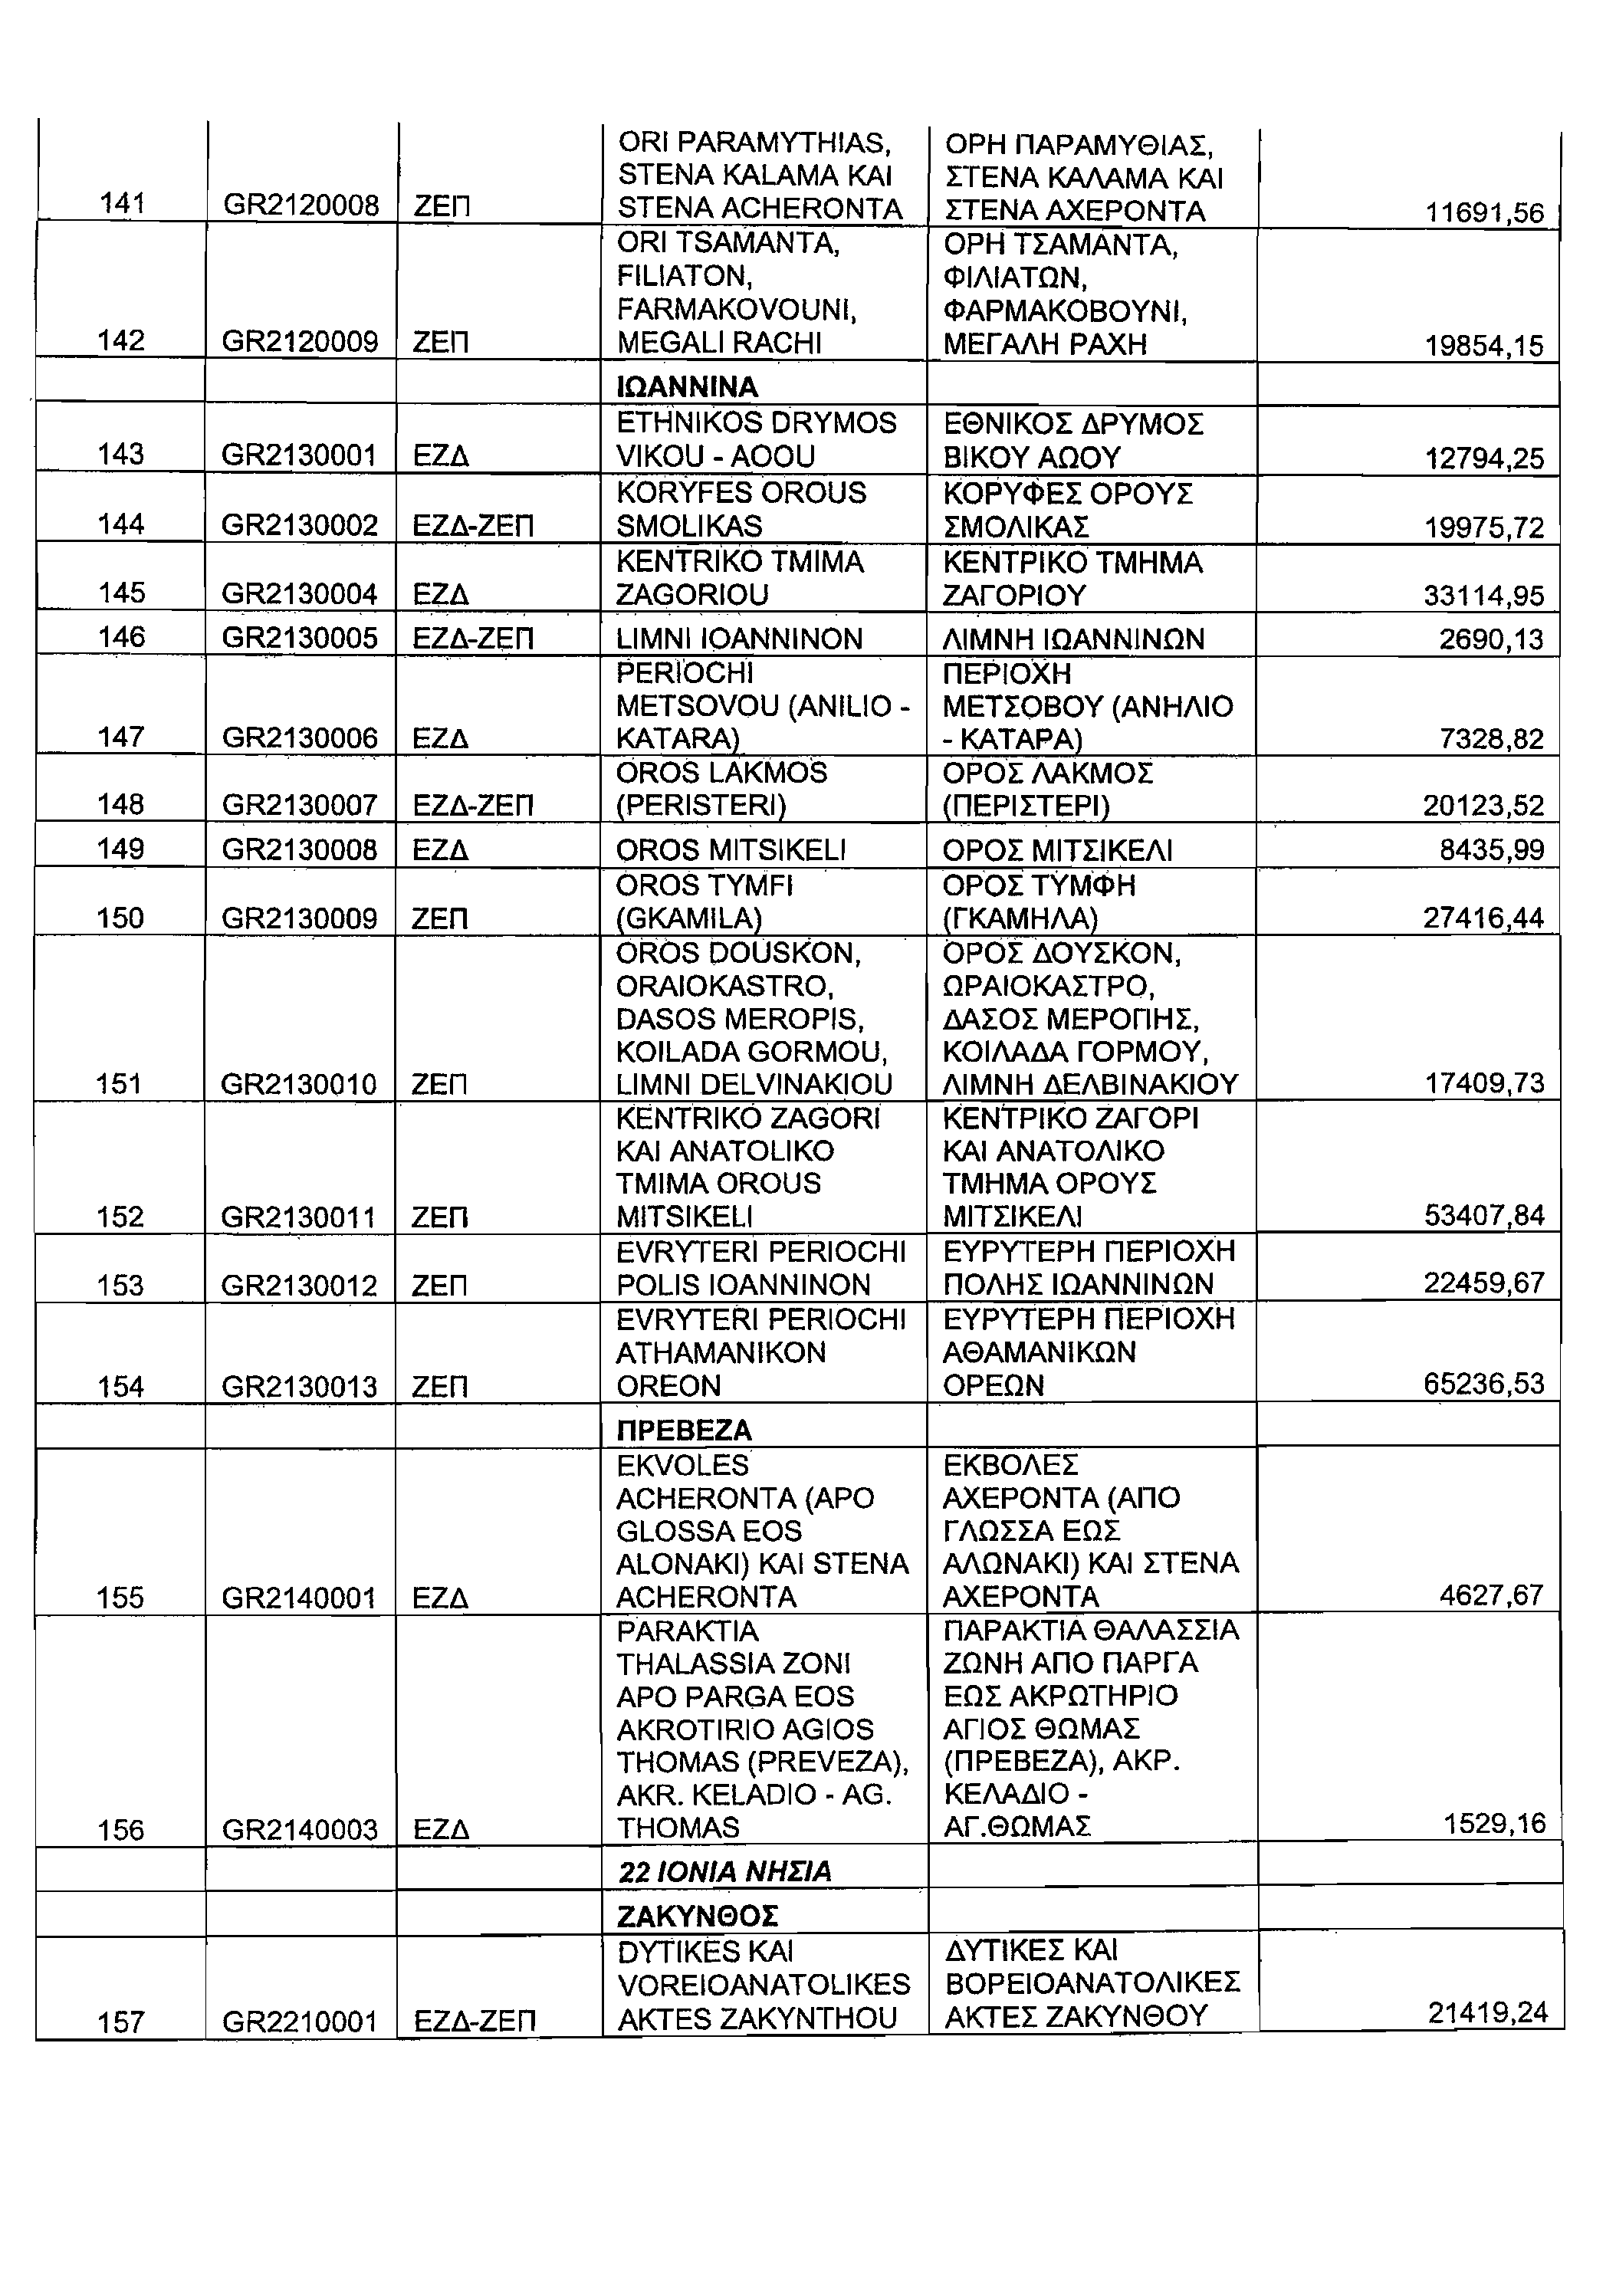 ORI PARAMYTHIAS, ΟΡΗ ΠΑΡΑΜΥΘΙΑΣ,
STENA KALAMA KAI ΣΤΕΝΑ ΚΑΛΑΜΑ ΚΑΙ
141 GR2120008 ΖΕΠ STENA ACHERONTA ΣΤΕΝΑ ΑΧΕΡΟΝΤΑ 11691,56
ORI TSAMANTA, ΟΡΗ ΤΣΑΜΑΝΤΑ,
FILIATON, ΦΙΛΙΑΤΩΝ,
FARMAKOVOUNI, ΦΑΡΜΑΚΟΒΟΥΝΙ,
142 GR2120009 ΖΕΠ MEGALI RACHI ΜΕΓΑΛΗ ΡΑΧΗ 19854,15
ΙΩΑΝΝΙΝΑ
ETHNIKOS DRYMOS ΕΘΝΙΚΟΣ ΔΡΥΜΟΣ
143 GR2130001 ΕΖΔ VIKOU - AOOU ΒΙΚΟΥ ΑΩΟΥ 12794,25
KORYFES OROUS ΚΟΡΥΦΕΣ ΟΡΟΥΣ
144 GR2130002 ΕΖΔ-ΖΕΠ SMOLIKAS ΣΜΟΛΙΚΑΣ 19975,72
KENTRIKO TMIMA ΚΕΝΤΡΙΚΟ ΤΜΗΜΑ
145 GR2130004 ΕΖΔ ZAGORIOU ΖΑΓΟΡΙΟΥ 33114,95
146 GR2130005 ΕΖΔ-ΖΕΠ LIMNI IOANNINON ΛΙΜΝΗ ΙΩΑΝΝΙΝΩΝ 2690,13
PERIOCHI ΠΕΡΙΟΧΗ
METSOVOU (ANILIO - ΜΕΤΣΟΒΟΥ (ΑΝΗΛΙΟ
147 GR2130006 ΕΖΔ KATARA) - ΚΑΤΑΡΑ) 7328,82
OROS LAKMOS ΟΡΟΣ ΛΑΚΜΟΣ
148 GR2130007 ΕΖΔ-ΖΕΠ (PERISTERI) (ΠΕΡΙΣΤΕΡΙ) 20123,52
149 GR2130008 ΕΖΔ OROS MITSIKELI ΟΡΟΣ ΜΙΤΣΙΚΕΛΙ 8435,99
OROS TYMFI ΟΡΟΣ ΤΥΜΦΗ
150 GR2130009 ΖΕΠ (GKAMILA) (ΓΚΑΜΗΛΑ) 27416,44
OROS DOUSKON, ΟΡΟΣ ΔΟΥΣΚΟΝ,
ORAIOKASTRO, ΩΡΑΙΟΚΑΣΤΡΟ,
DASOS MEROPIS, ΔΑΣΟΣ ΜΕΡΟΠΗΣ,
KOILADA GORMOU, ΚΟΙΛΑΔΑ ΓΟΡΜΟΥ,
151 GR2130010 ΖΕΠ LIMNI DELVINAKIOU ΛΙΜΝΗ ΔΕΛΒΙΝΑΚΙΟΥ 17409,73
KENTRIKO ZAGORI ΚΕΝΤΡΙΚΟ ΖΑΓΟΡΙ
KAI ANATOLIKO ΚΑΙ ΑΝΑΤΟΛΙΚΟ
TMIMA OROUS ΤΜΗΜΑ ΟΡΟΥΣ
152 GR2130011 ΖΕΠ MITSIKELI ΜΙΤΣΙΚΕΛΙ 53407,84
EVRYTERI PERIOCHI ΕΥΡΥΤΕΡΗ ΠΕΡΙΟΧΗ
153 GR2130012 ΖΕΠ POLIS IOANNINON ΠΟΛΗΣ ΙΩΑΝΝΙΝΩΝ 22459,67
EVRYTERI PERIOCHI ΕΥΡΥΤΕΡΗ ΠΕΡΙΟΧΗ
ATHAMANIKON ΑΘΑΜΑΝΙΚΩΝ
154 GR2130013 ΖΕΠ OREON ΟΡΕΩΝ 65236,53
ΠΡΕΒΕΖΑ
EKVOLES ΕΚΒΟΛΕΣ
ACHERONTA (APO ΑΧΕΡΟΝΤΑ (ΑΠΟ
GLOSSA EOS ΓΛΩΣΣΑ ΕΩΣ
ALONAKI) KAI STENA ΑΛΩΝΑΚΙ) ΚΑΙ ΣΤΕΝΑ
155 GR2140001 ΕΖΔ ACHERONTA ΑΧΕΡΟΝΤΑ 4627,67
PARAKTIA ΠΑΡΑΚΤΙΑ ΘΑΛΑΣΣΙΑ
THALASSIA ZONI ΖΩΝΗ ΑΠΟ ΠΑΡΓΑ
APO PARGA EOS ΕΩΣ ΑΚΡΩΤΗΡΙΟ
AKROTIRIO AGIOS ΑΓΙΟΣ ΘΩΜΑΣ
THOMAS (PREVEZA), (ΠΡΕΒΕΖΑ), ΑΚΡ.
AKR. KELADIO - AG. ΚΕΛΑΔΙΟ -
156 GR2140003 ΕΖΔ THOMAS ΑΓ.ΘΩΜΑΣ 1529,16
22 ΙΟΝΙΑ ΝΗΣΙΑ
ΖΑΚΥΝΘΟΣ
DYTIKES KAI ΔΥΤΙΚΕΣ ΚΑΙ
VOREIOANATOLIKES ΒΟΡΕΙΟΑΝΑΤΟΛΙΚΕΣ
157 GR2210001 ΕΖΔ-ΖΕΠ AKTES ZAKYNTHOU ΑΚΤΕΣ ΖΑΚΥΝΘΟΥ 21419,24